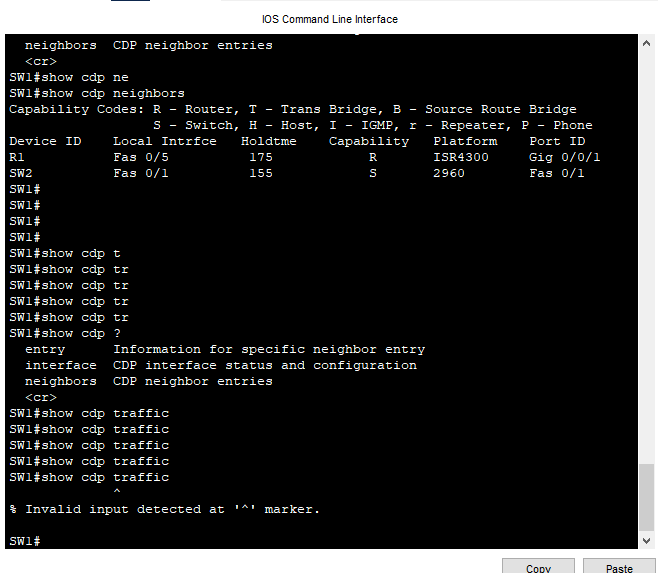 IOS Command Line Interface
neighbors  CDP neighbor entries
<cr>
SW1#show cdp ne
SW1#show cdp neighbors
Capability Codes: R - Router, T - Trans Bridge, B - Source Route Bridge
                  S - Switch, H - Host, I - IGMP, r - Repeater, P - Phone
Device ID    Local Intrfce   Holdtme    Capability   Platform    Port ID
R1           Fas 0/5          175            R       ISR4300     Gig 0/0/1
SW2          Fas 0/1          155            S       2960        Fas 0/1
SW1#
SW1#
SW1#
SW1#
SW1#show cdp t
SW1#show cdp tr
SW1#show cdp tr
SW1#show cdp tr
SW1#show cdp tr
SW1#show cdp ?
  entry      Information for specific neighbor entry
  interface  CDP interface status and configuration
  neighbors  CDP neighbor entries
  <cr>
SW1#show cdp traffic
SW1#show cdp traffic
SW1#show cdp traffic
SW1#show cdp traffic
SW1#show cdp traffic
             ^
% Invalid input detected at '^' marker.
SW1#
Copy Paste